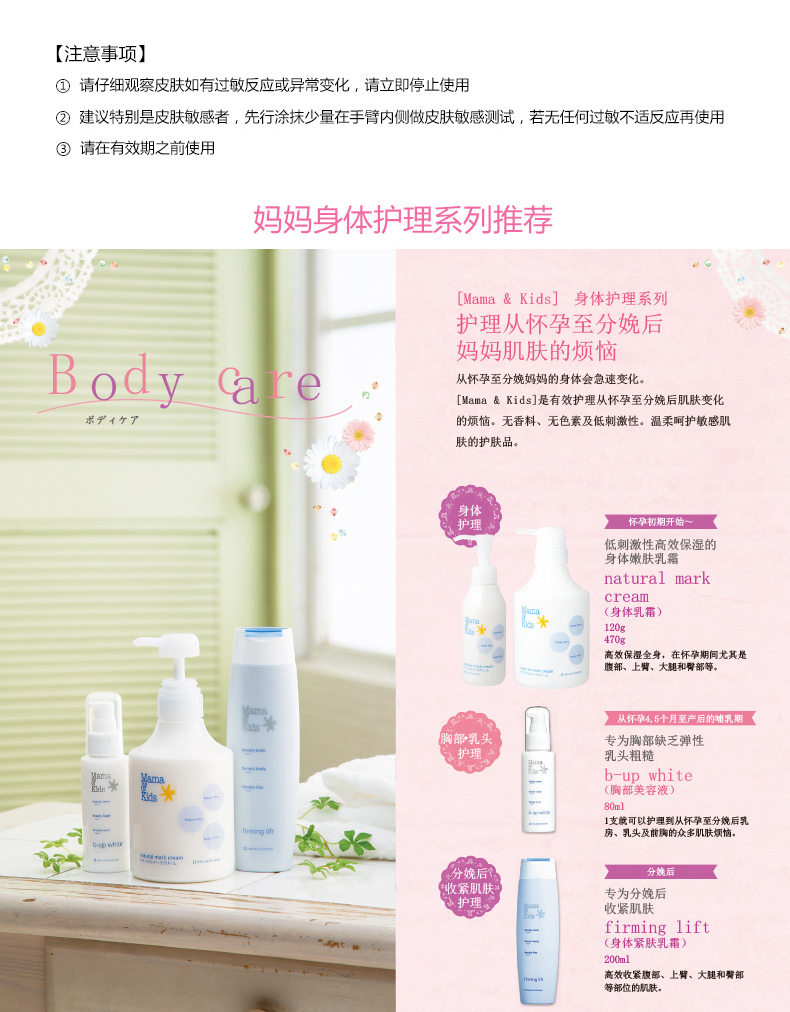 【注意事项】
① 请仔细观察皮肤如有过敏反应或异常变化，请立即停止使用
② 建议特别是皮肤敏感者，先行涂抹少量在手臂内侧做皮肤敏感测试，若无任何过敏不适反应再使用
③ 请在有效期之前使用
妈妈身体护理系列推荐
Body care
ボディケア
Mama
&
Kids
b-up white
Mama
&
Kids
natural mark cream
Mama
&
Kids
beauty body
firming lift
[Mama & Kids] 身体护理系列
护理从怀孕至分娩后
妈妈肌肤的烦恼
从怀孕至分娩妈妈的身体会急速变化。
[Mama & Kids]是有效护理从怀孕至分娩后肌肤变化
的烦恼。无香料、无色素及低刺激性。温柔呵护敏感肌
肤的护肤品。
身体
护理
Mama
&
Kids
Mama
&
Kids
怀孕初期开始～
低刺激性高效保湿的
身体嫩肤乳霜
natural mark
cream
（身体乳霜）
120g
470g
高效保湿全身，在怀孕期间尤其是
腹部、上臂、大腿和臀部等。
胸部·乳头
护理
Mama
&
Kids
b-up white
从怀孕4,5个月至产后的哺乳期
专为胸部缺乏弹性
乳头粗糙
b-up white
（胸部美容液）
80ml
1支就可以护理到从怀孕至分娩后乳
房、乳头及前胸的众多肌肤烦恼。
分娩后
收紧肌肤
护理
Mama
&
Kids
firming lift
分娩后
专为分娩后
收紧肌肤
firming lift
（身体紧肤乳霜）
200ml
高效收紧腹部、上臂、大腿和臀部
等部位的肌肤。